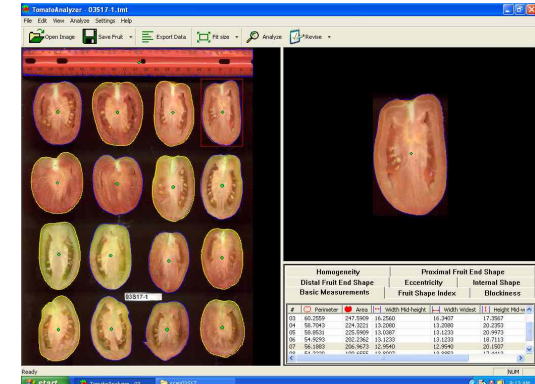 TomatoAnalyzer - 03S17-1.tmt
File Edit View Analyze Settings Help
Open Image Save Fruit Export Data Fit size Analyze Revise
03S17-1
Homogeneity Proximal Fruit End Shape
Distal Fruit End Shape Eccentricity Internal Shape
Basic Measurements Fruit Shape Index Blockiness
# Perimeter Area Width Mid-height Width Widest Height Mid-w
03 60.2559 247.5909 16.2560 16.3407 17.3567
04 58.7043 224.3221 13.2080 13.2080 20.2353
05 58.8531 225.5909 13.0387 13.1233 20.9973
06 54.9293 202.2362 13.1233 13.1233 18.7113
07 56.1883 206.9673 12.9540 12.9540 20.1507
Ready NUM
start TomatoAnalyzer - 03